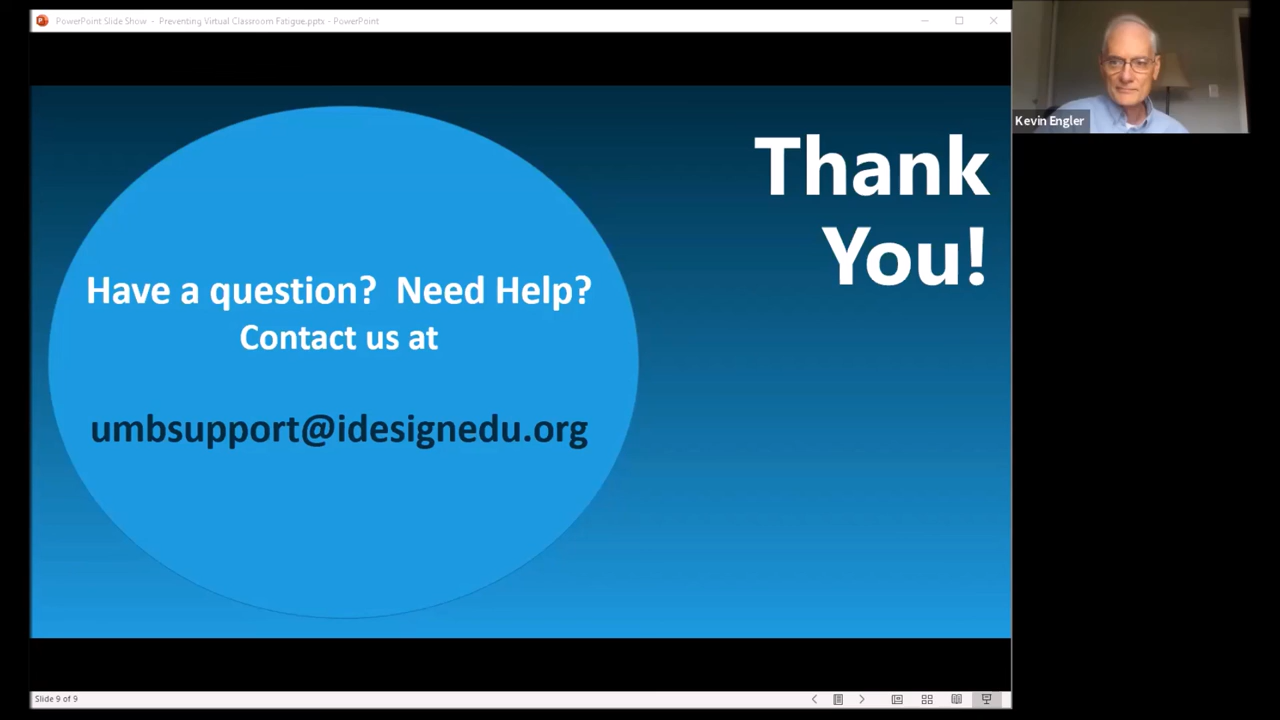 PowerPoint Slide Show - Preventing Virtual Classroom Fatigue.pptx - PowerPoint
Kevin Engler
Thank
You!
Have a question? Need Help?
Contact us at
umbsupport@idesignedu.org
Slide 9 of 9